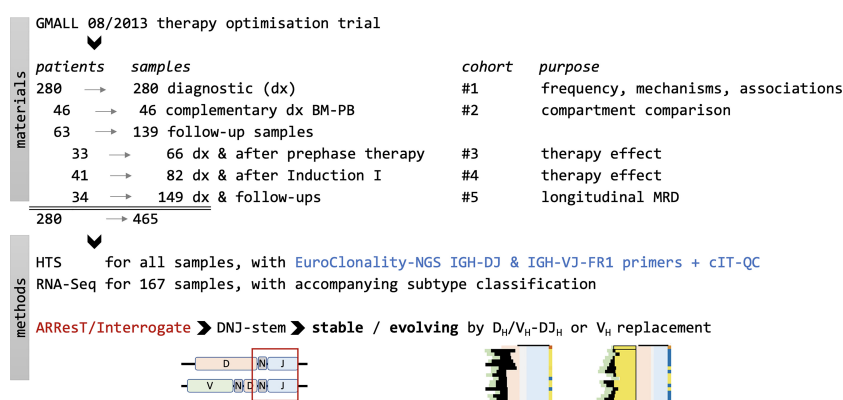 GMALL 08/2013 therapy optimisation trial
materials
patients samples cohort purpose
280 → 280 diagnostic (dx) #1 frequency, mechanisms, associations
46 → 46 complementary dx BM-PB #2 compartment comparison
63 → 139 follow-up samples
33 → 66 dx & after prephase therapy #3 therapy effect
41 → 82 dx & after Induction I #4 therapy effect
34 → 149 dx & follow-ups #5 longitudinal MRD
280 → 465
methods
HTS for all samples, with EuroClonality-NGS IGH-DJ & IGH-VJ-FR1 primers + cIT-QC
RNA-Seq for 167 samples, with accompanying subtype classification
ARResT/Interrogate DNJ-stem stable / evolving by DH/VH-DJH or VH replacement
D N J
V N D N J